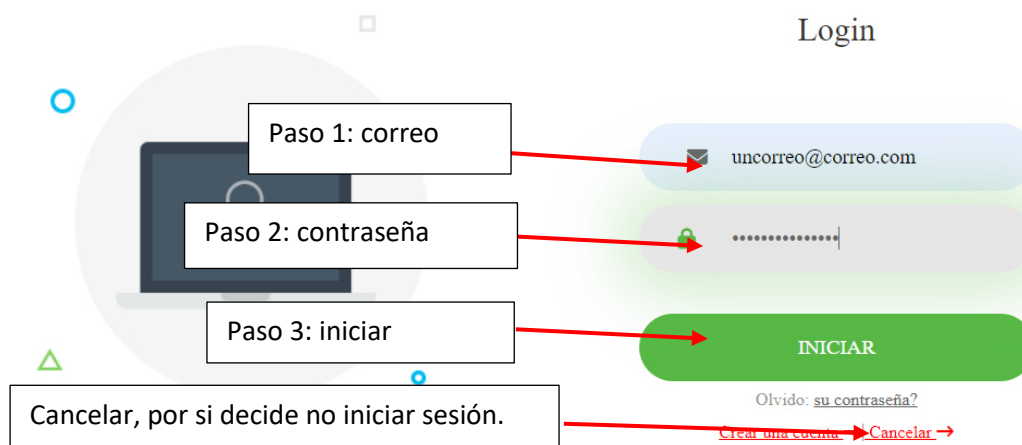 Login
Paso 1: correo
uncorreo@correo.com
Paso 2: contraseña
•••••••••••••••
Paso 3: iniciar
INICIAR
Olvido: su contraseña?
Cancelar, por si decide no iniciar sesión.
Crear una cuenta → | Cancelar →